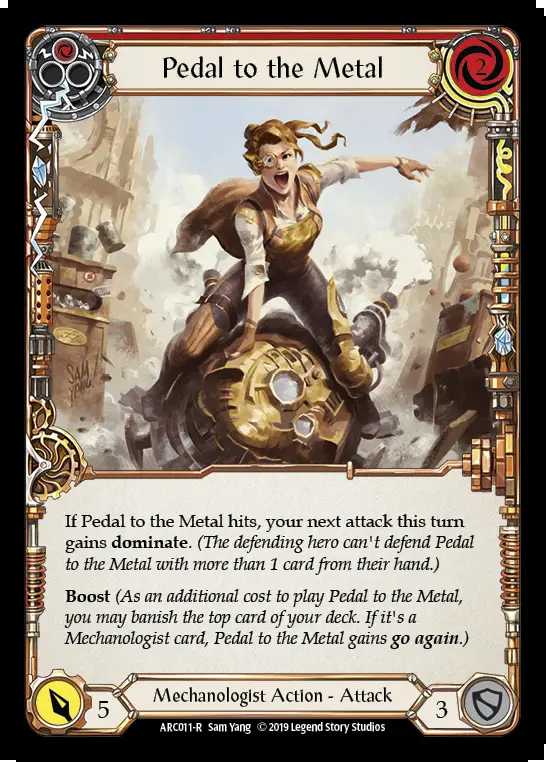 Pedal to the Metal
2
SAM
YANG
If Pedal to the Metal hits, your next attack this turn
gains dominate. (The defending hero can't defend Pedal
to the Metal with more than 1 card from their hand.)
Boost (As an additional cost to play Pedal to the Metal,
you may banish the top card of your deck. If it's a
Mechanologist card, Pedal to the Metal gains go again.)
5
Mechanologist Action - Attack
3
ARC011-R Sam Yang © 2019 Legend Story Studios